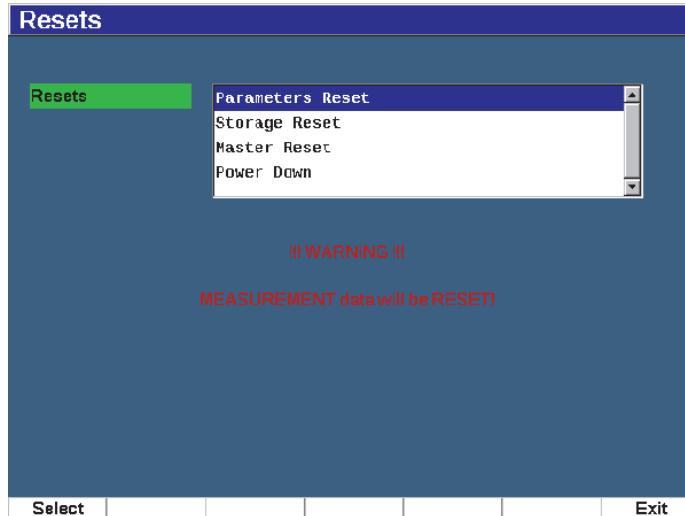 Resets
Resets
Parameters Reset
Storage Reset
Master Reset
Power Down
!!! WARNING !!!
MEASUREMENT data will be RESET!
Select
Exit